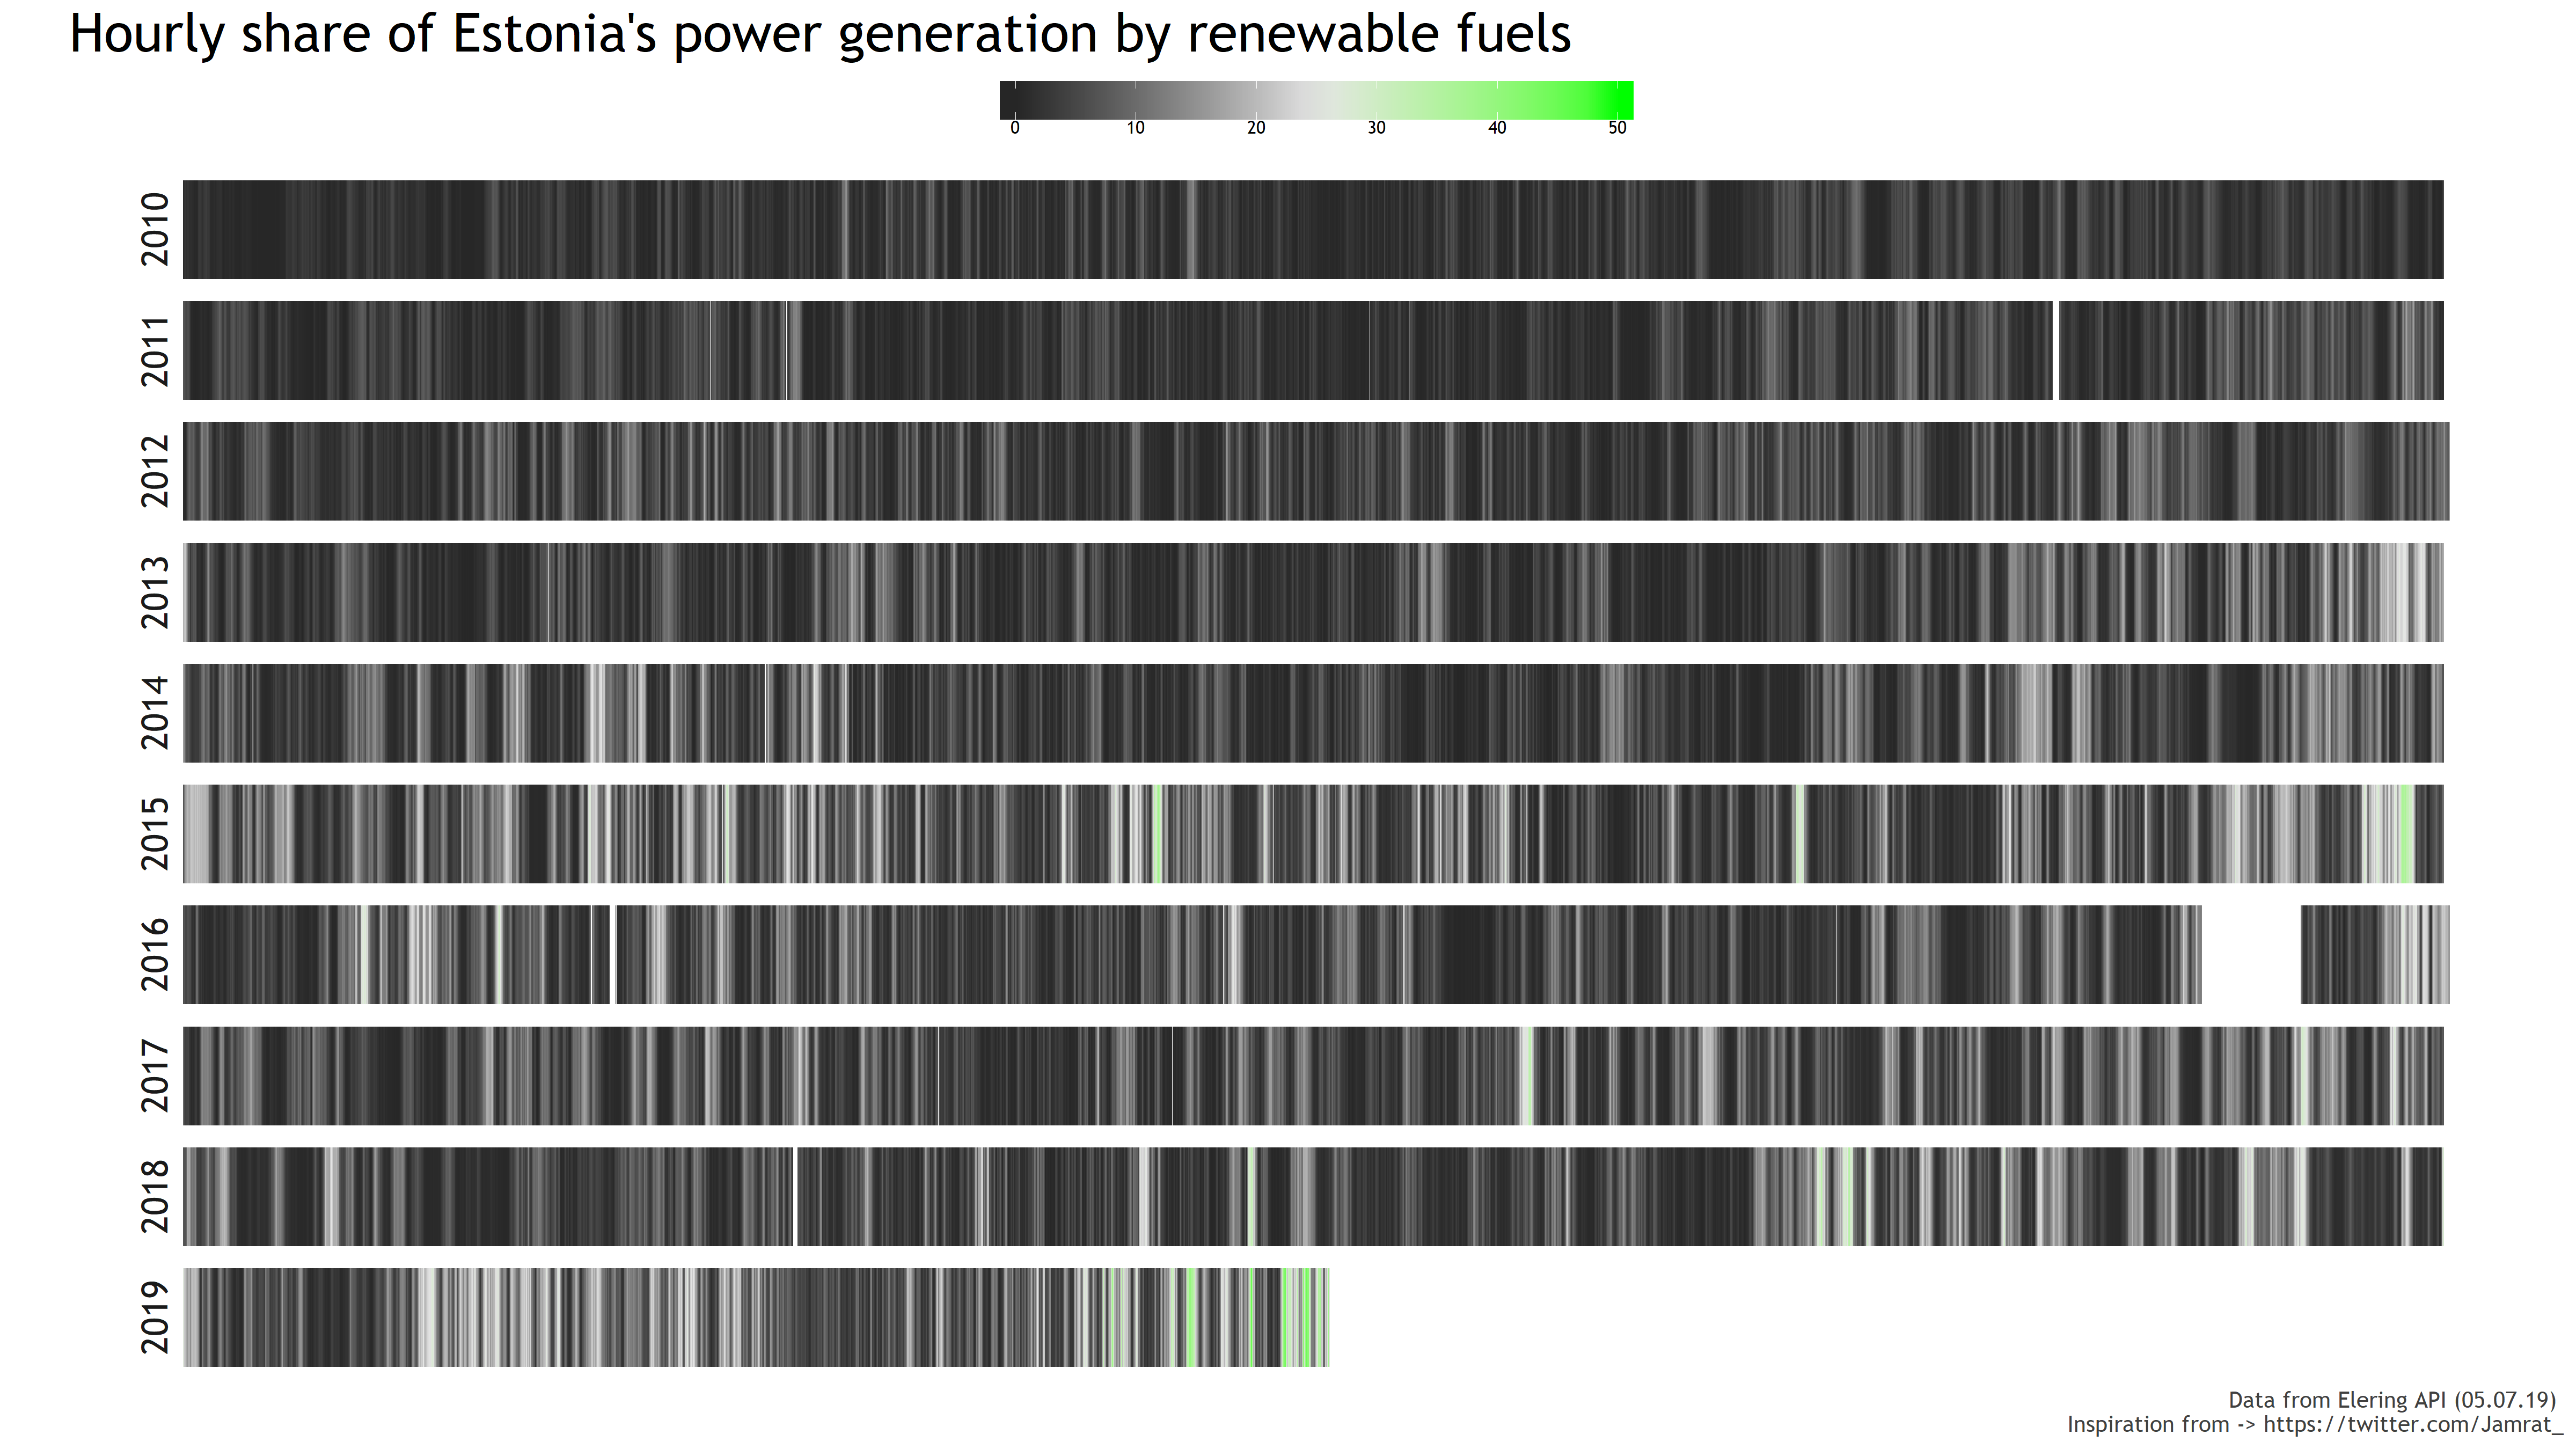 Hourly share of Estonia's power generation by renewable fuels
0 10 20 30 40 50
2010
2011
2012
2013
2014
2015
2016
2017
2018
2019
Data from Elering API (05.07.19)
Inspiration from -> https://twitter.com/Jamrat_